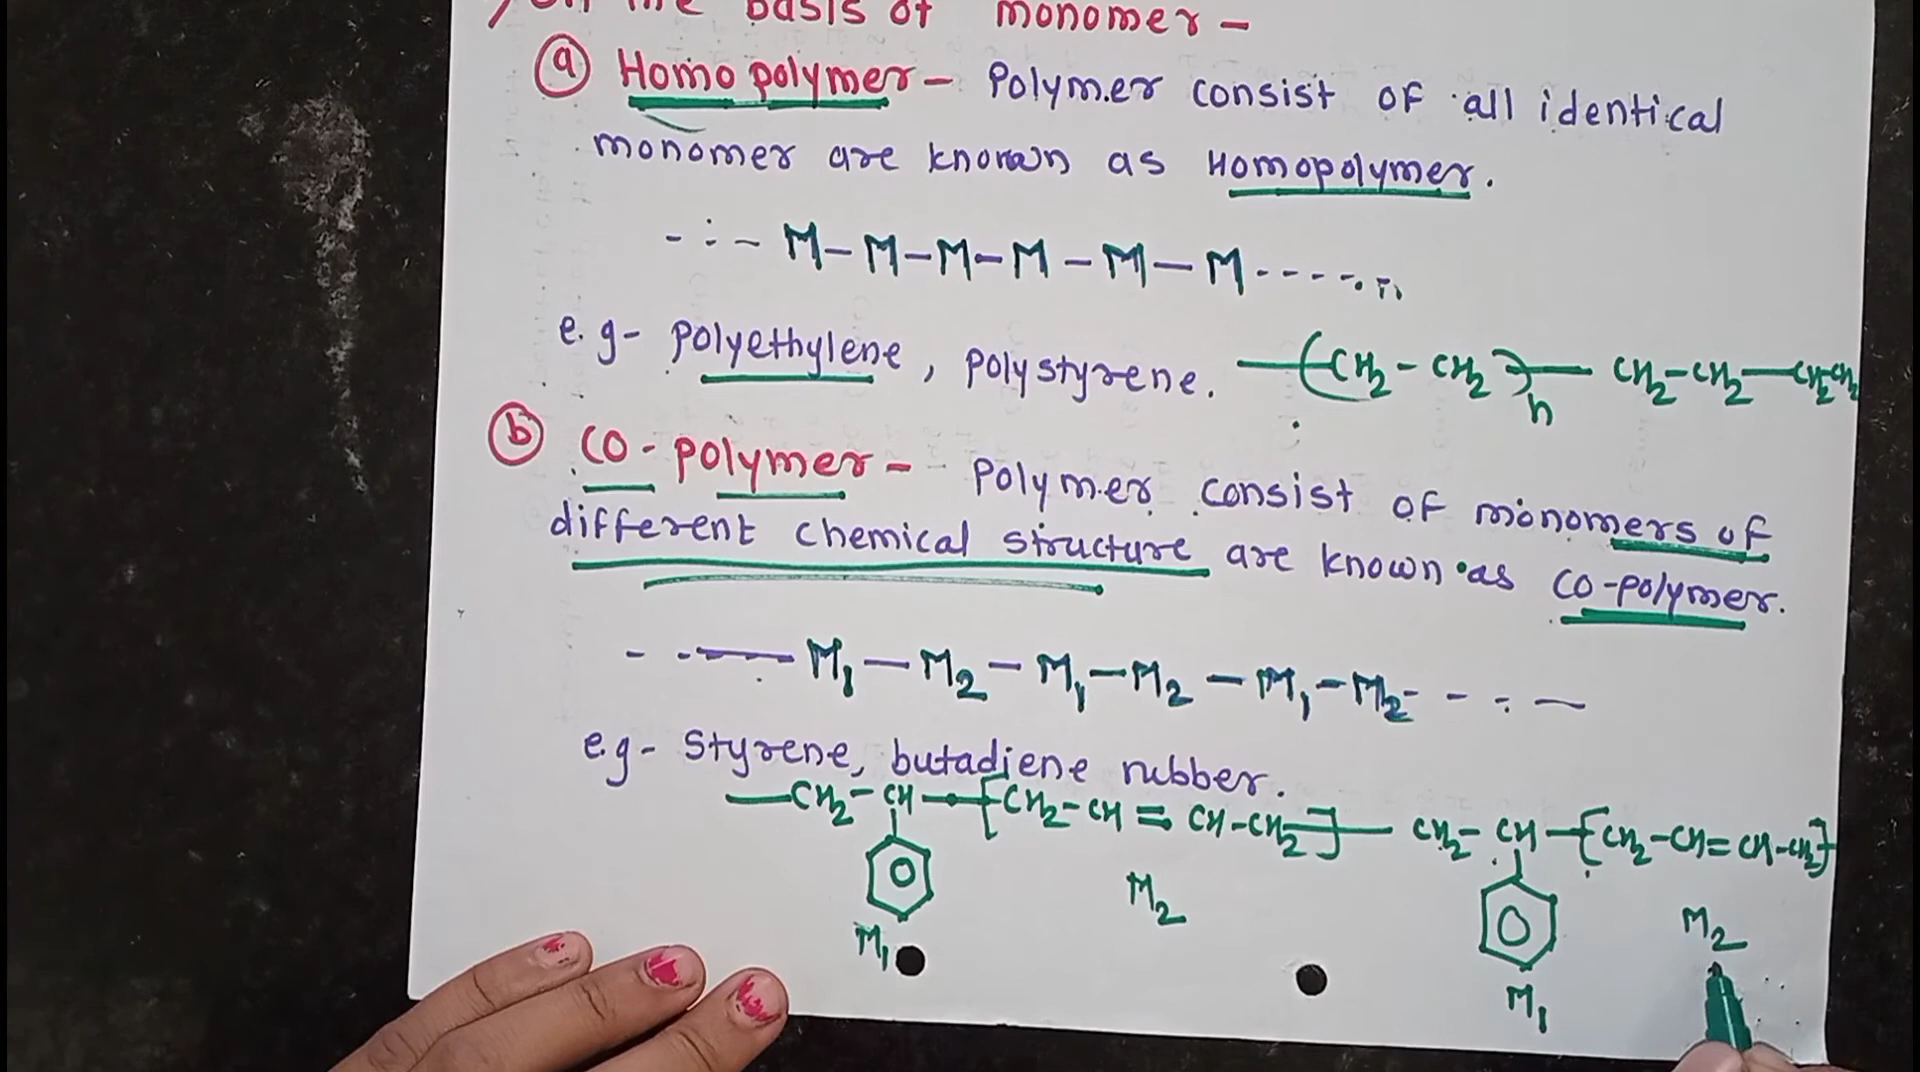 on the basis of monomer -
(a) Homo polymer - Polymer consist of all identical
monomer are known as Homopolymer.
- - - M-M-M-M-M-M - - - - -
e.g- polyethylene, polystyrene. —(CH2-CH2)n— CH2-CH2—CH2CH2
(b) CO-polymer - Polymer consist of monomers of
different chemical structure are known as co-polymer.
- - — M1-M2-M1-M2-M1-M2 - - - -
e.g- Styrene, butadiene rubber.
—CH2-CH—[CH2-CH=CH-CH2]— CH2-CH—[CH2-CH=CH-CH2]
M1 M2 M1 M2